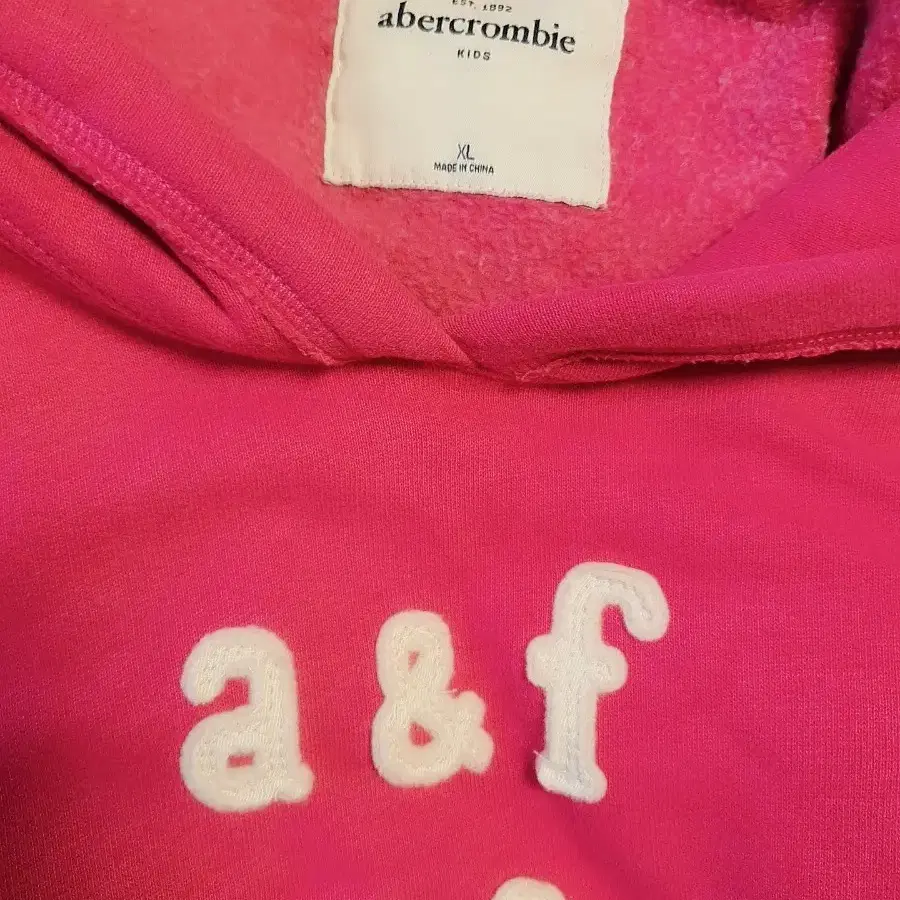 EST. 1892
abercrombie
KIDS
XL
MADE IN CHINA
a & f